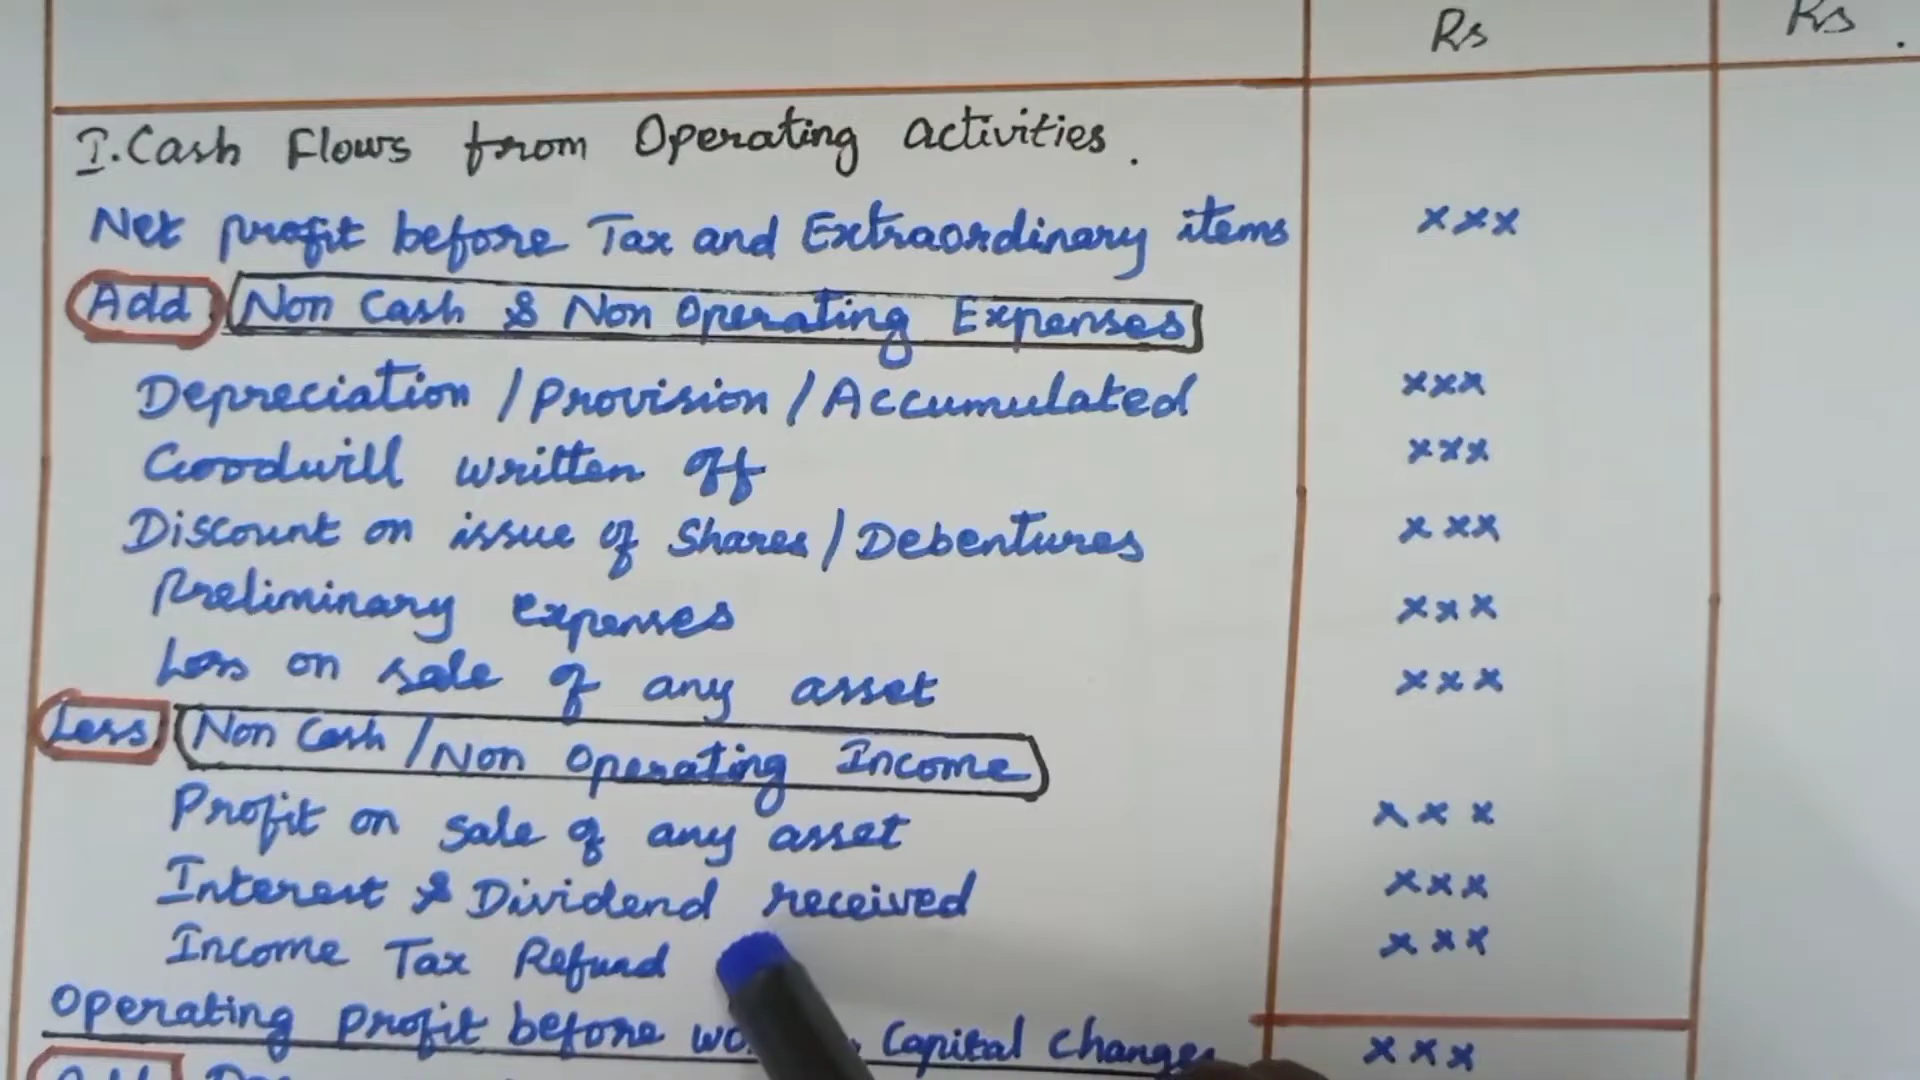 Rs Rs.
I. Cash Flows from Operating activities.
Net profit before Tax and Extraordinary items xxx
Add Non Cash & Non Operating Expenses
Depreciation / Provision / Accumulated xxx
Goodwill written off xxx
Discount on issue of Shares / Debentures xxx
Preliminary expenses xxx
Loss on sale of any asset xxx
Less Non Cash / Non Operating Income
Profit on sale of any asset xxx
Interest & Dividend received xxx
Income Tax Refund xxx
Operating profit before Capital Changes xxx